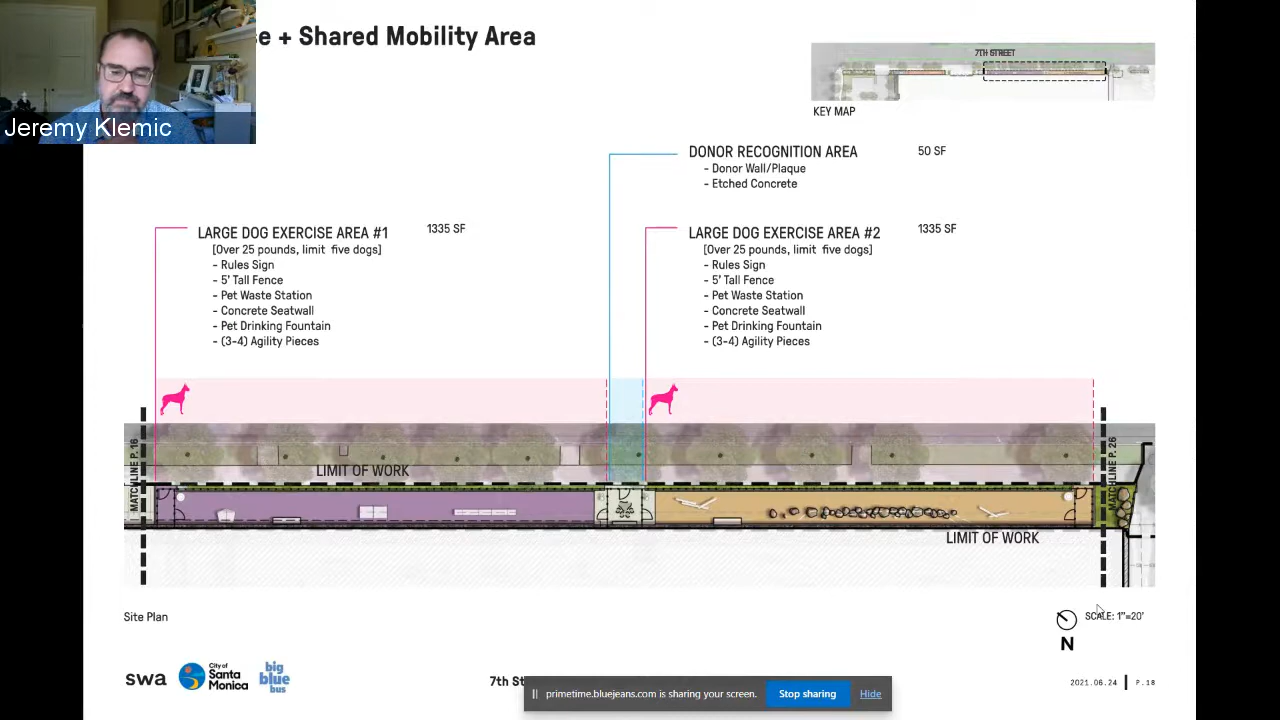 e + Shared Mobility Area
Jeremy Klemic
7TH STREET
KEY MAP
DONOR RECOGNITION AREA 50 SF
- Donor Wall/Plaque
- Etched Concrete
LARGE DOG EXERCISE AREA #1 1335 SF
[Over 25 pounds, limit five dogs]
- Rules Sign
- 5' Tall Fence
- Pet Waste Station
- Concrete Seatwall
- Pet Drinking Fountain
- (3-4) Agility Pieces
LARGE DOG EXERCISE AREA #2 1335 SF
[Over 25 pounds, limit five dogs]
- Rules Sign
- 5' Tall Fence
- Pet Waste Station
- Concrete Seatwall
- Pet Drinking Fountain
- (3-4) Agility Pieces
MATCHLINE P. 16
LIMIT OF WORK
MATCHLINE P. 26
LIMIT OF WORK
Site Plan
SCALE: 1"=20'
N
swa
City of
Santa
Monica
big
blue
bus
7th St
primetime.bluejeans.com is sharing your screen. Stop sharing Hide
2021.06.24 P.18